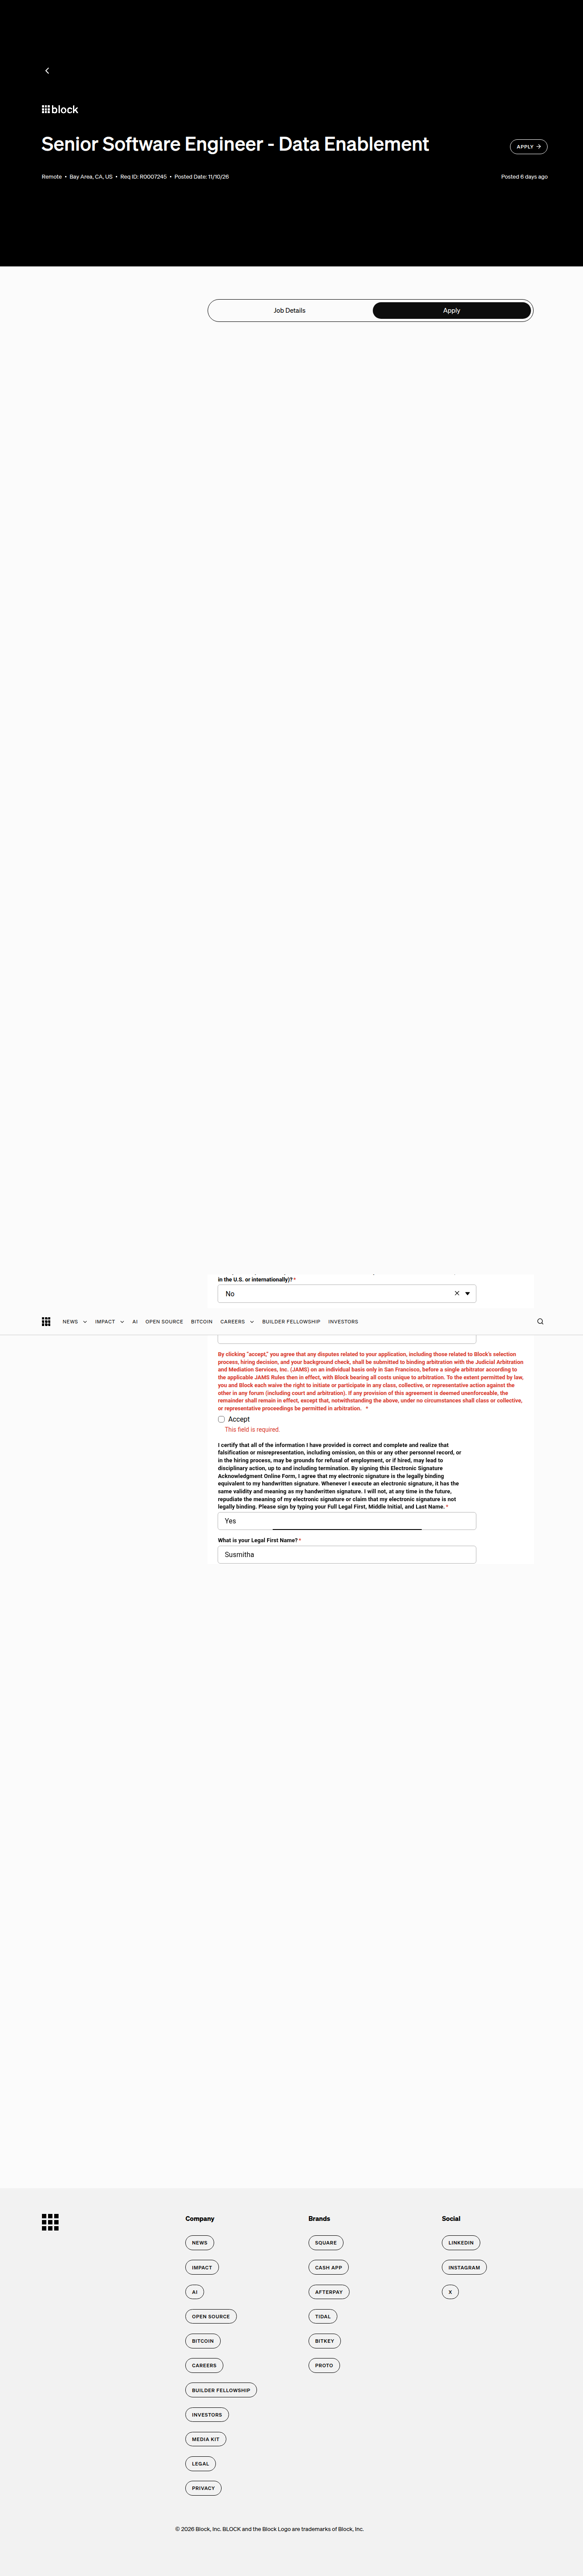 block
Senior Software Engineer - Data Enablement
APPLY
Remote • Bay Area, CA, US • Req ID: R0007245 • Posted Date: 11/10/26
Posted 6 days ago
Job Details
Apply
in the U.S. or internationally)? *
No
NEWS
IMPACT
AI
OPEN SOURCE
BITCOIN
CAREERS
BUILDER FELLOWSHIP
INVESTORS
By clicking "accept," you agree that any disputes related to your application, including those related to Block's selection
process, hiring decision, and your background check, shall be submitted to binding arbitration with the Judicial Arbitration
and Mediation Services, Inc. (JAMS) on an individual basis only in San Francisco, before a single arbitrator according to
the applicable JAMS Rules then in effect, with Block bearing all costs unique to arbitration. To the extent permitted by law,
you and Block each waive the right to initiate or participate in any class, collective, or representative action against the
other in any forum (including court and arbitration). If any provision of this agreement is deemed unenforceable, the
remainder shall remain in effect, except that, notwithstanding the above, under no circumstances shall class or collective,
or representative proceedings be permitted in arbitration. *
Accept
This field is required.
I certify that all of the information I have provided is correct and complete and realize that
falsification or misrepresentation, including omission, on this or any other personnel record, or
in the hiring process, may be grounds for refusal of employment, or if hired, may lead to
disciplinary action, up to and including termination. By signing this Electronic Signature
Acknowledgment Online Form, I agree that my electronic signature is the legally binding
equivalent to my handwritten signature. Whenever I execute an electronic signature, it has the
same validity and meaning as my handwritten signature. I will not, at any time in the future,
repudiate the meaning of my electronic signature or claim that my electronic signature is not
legally binding. Please sign by typing your Full Legal First, Middle Initial, and Last Name. *
Yes
What is your Legal First Name? *
Susmitha
Company
NEWS
IMPACT
AI
OPEN SOURCE
BITCOIN
CAREERS
BUILDER FELLOWSHIP
INVESTORS
MEDIA KIT
LEGAL
PRIVACY
Brands
SQUARE
CASH APP
AFTERPAY
TIDAL
BITKEY
PROTO
Social
LINKEDIN
INSTAGRAM
X
© 2026 Block, Inc. BLOCK and the Block Logo are trademarks of Block, Inc.